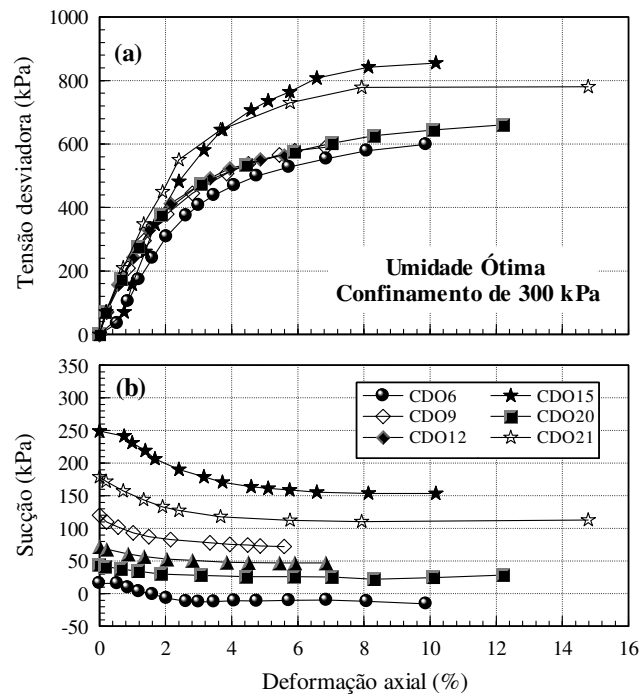 1000
800
600
400
200
0
Tensão desviadora (kPa)
(a)
Umidade Ótima
Confinamento de 300 kPa
350
300
250
200
150
100
50
0
-50
Sucção (kPa)
(b)
CDO6
CDO9
CDO12
CDO15
CDO20
CDO21
0 2 4 6 8 10 12 14 16
Deformação axial (%)